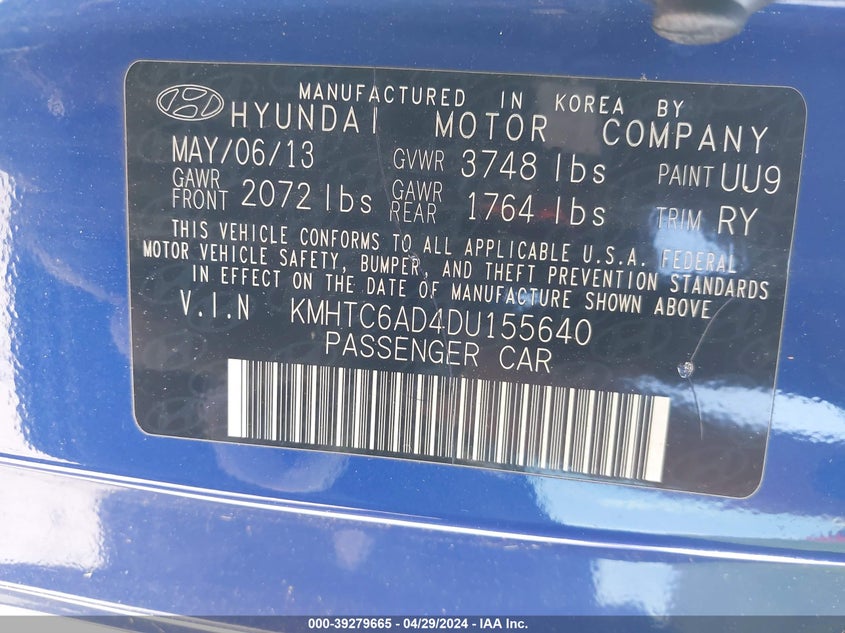 MANUFACTURED IN KOREA BY
HYUNDAI MOTOR COMPANY
MAY/06/13 GVWR 3748 lbs PAINT UU9
GAWR FRONT 2072 lbs GAWR REAR 1764 lbs TRIM RY
THIS VEHICLE CONFORMS TO ALL APPLICABLE U.S.A. FEDERAL
MOTOR VEHICLE SAFETY, BUMPER, AND THEFT PREVENTION STANDARDS
IN EFFECT ON THE DATE OF MANUFACTURE SHOWN ABOVE
V.I.N KMHTC6AD4DU155640
PASSENGER CAR
000-39279665 - 04/29/2024 - IAA Inc.